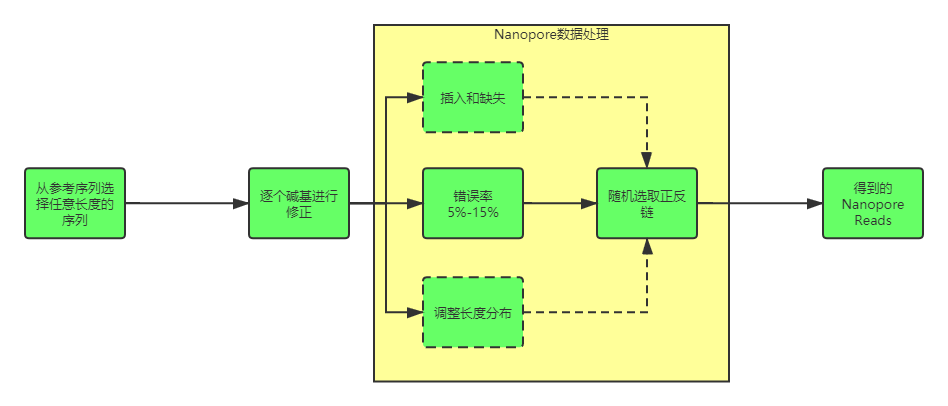 Nanopore数据处理
从参考序列选
择任意长度的
序列
逐个碱基进行
修正
插入和缺失
错误率
5%-15%
调整长度分布
随机选取正反
链
得到的
Nanopore
Reads